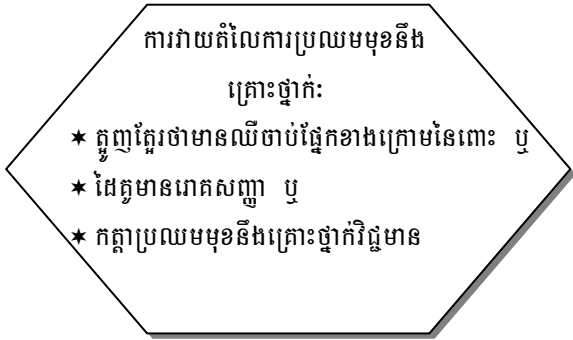 ការវាយតំលៃការប្រឈមមុខនឹង
គ្រោះថ្នាក់:
✶ ត្អូញត្អែរថាមានឈឺចាប់ផ្នែកខាងក្រោមនៃពោះ ឬ
✶ ដៃគូមានរោគសញ្ញា ឬ
✶ កត្តាប្រឈមមុខនឹងគ្រោះថ្នាក់វិជ្ជមាន